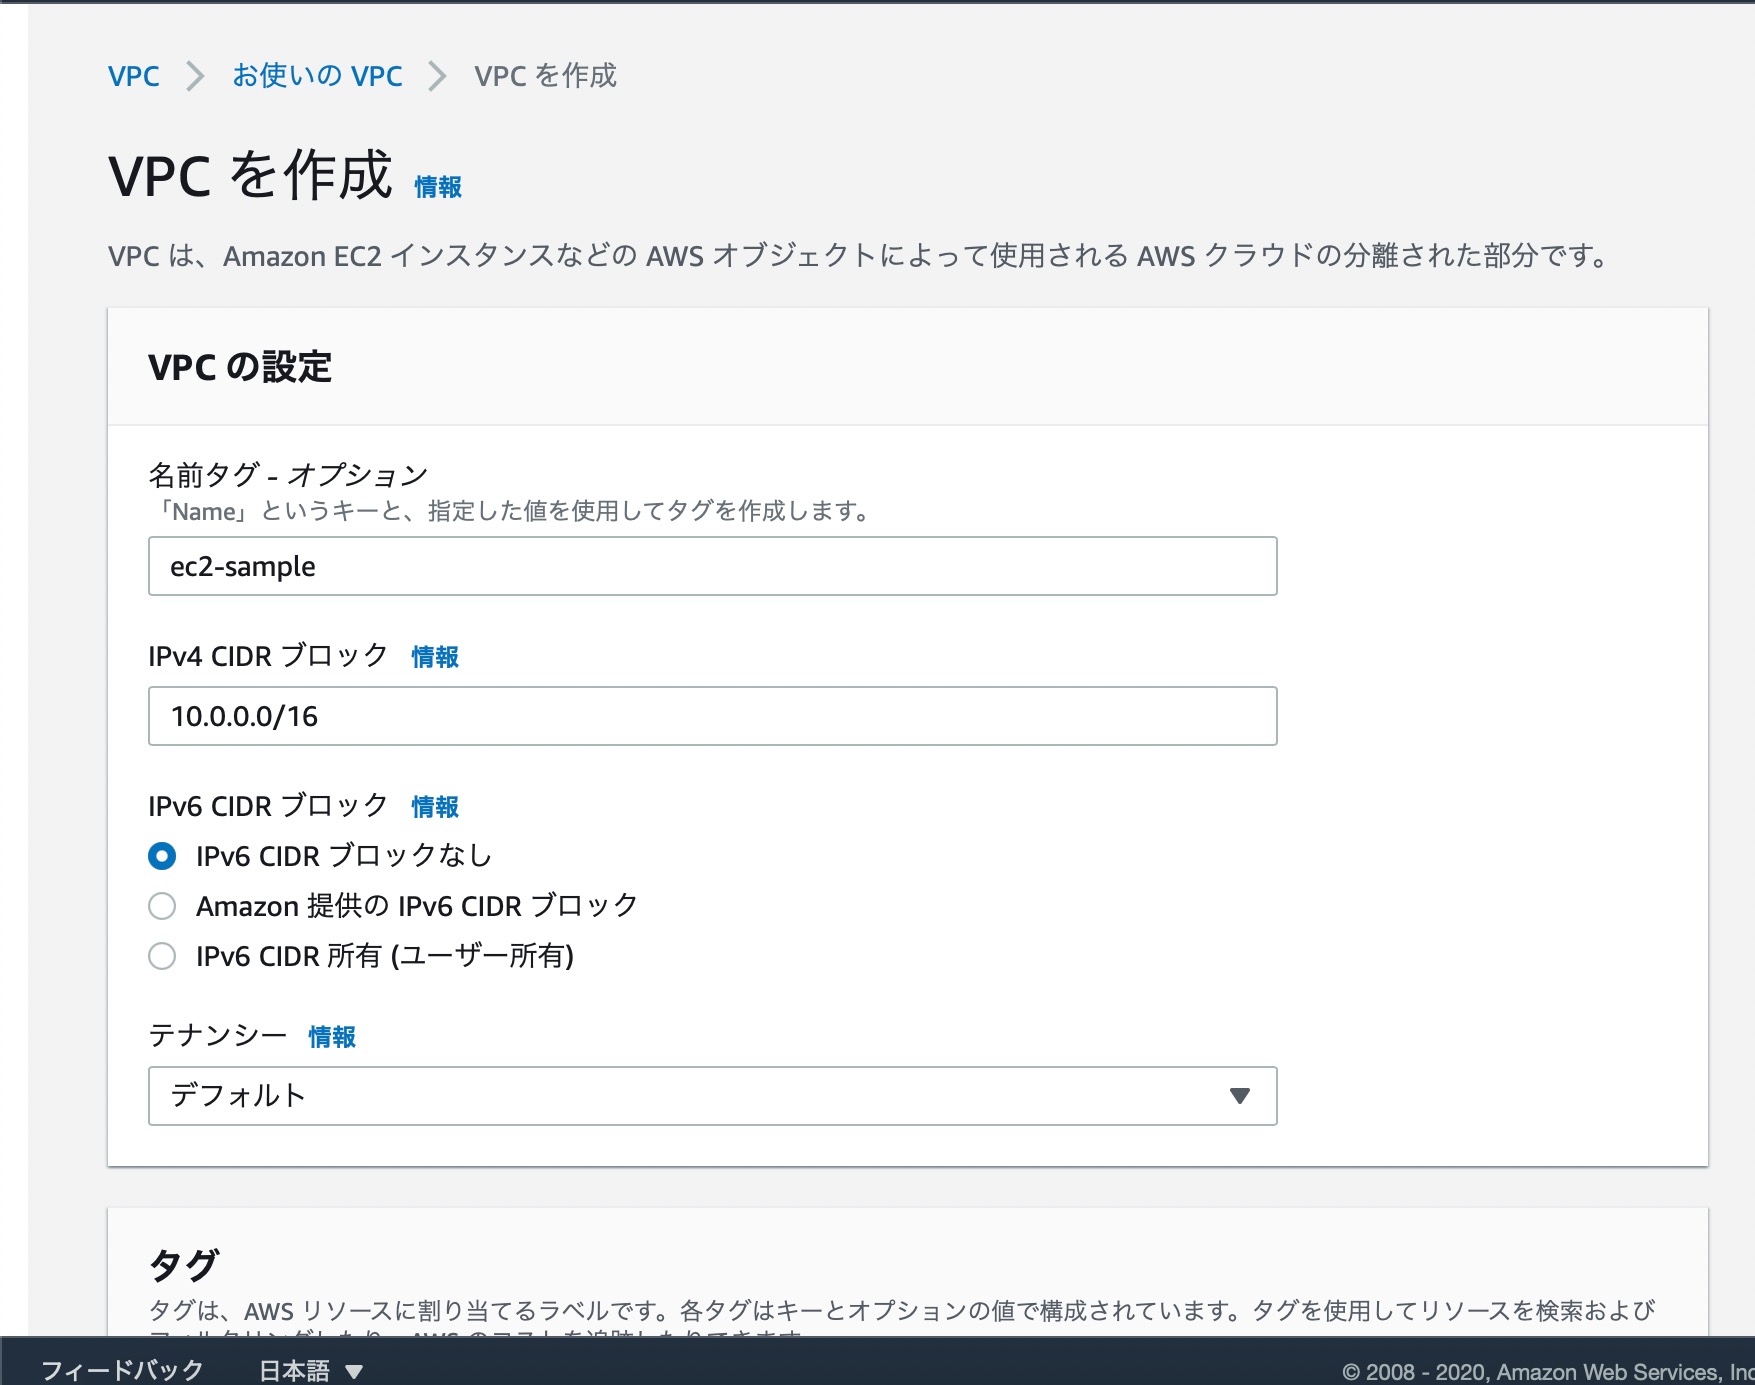 VPC > お使いの VPC > VPC を作成
VPC を作成 情報
VPC は、Amazon EC2 インスタンスなどの AWS オブジェクトによって使用される AWS クラウドの分離された部分です。
VPC の設定
名前タグ - オプション
「Name」というキーと、指定した値を使用してタグを作成します。
ec2-sample
IPv4 CIDR ブロック 情報
10.0.0.0/16
IPv6 CIDR ブロック 情報
IPv6 CIDR ブロックなし
Amazon 提供の IPv6 CIDR ブロック
IPv6 CIDR 所有 (ユーザー所有)
テナンシー 情報
デフォルト
タグ
タグは、AWS リソースに割り当てるラベルです。各タグはキーとオプションの値で構成されています。タグを使用してリソースを検索および
フィードバック 日本語
© 2008 - 2020, Amazon Web Services,